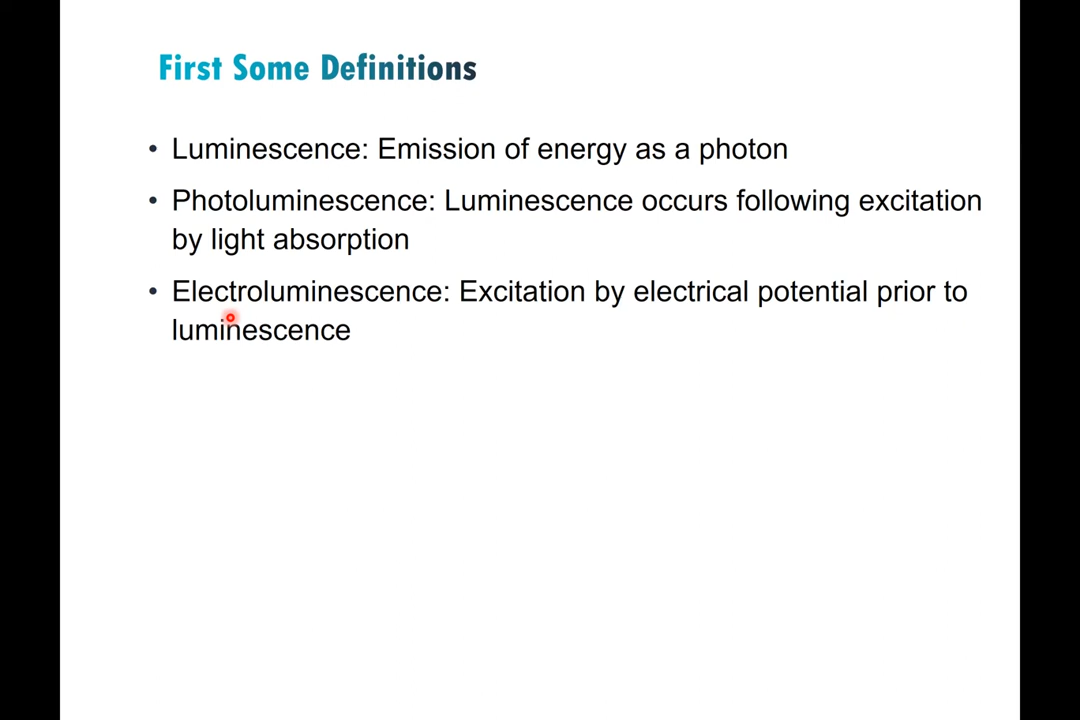 First Some Definitions
• Luminescence: Emission of energy as a photon
• Photoluminescence: Luminescence occurs following excitation
by light absorption
• Electroluminescence: Excitation by electrical potential prior to
luminescence